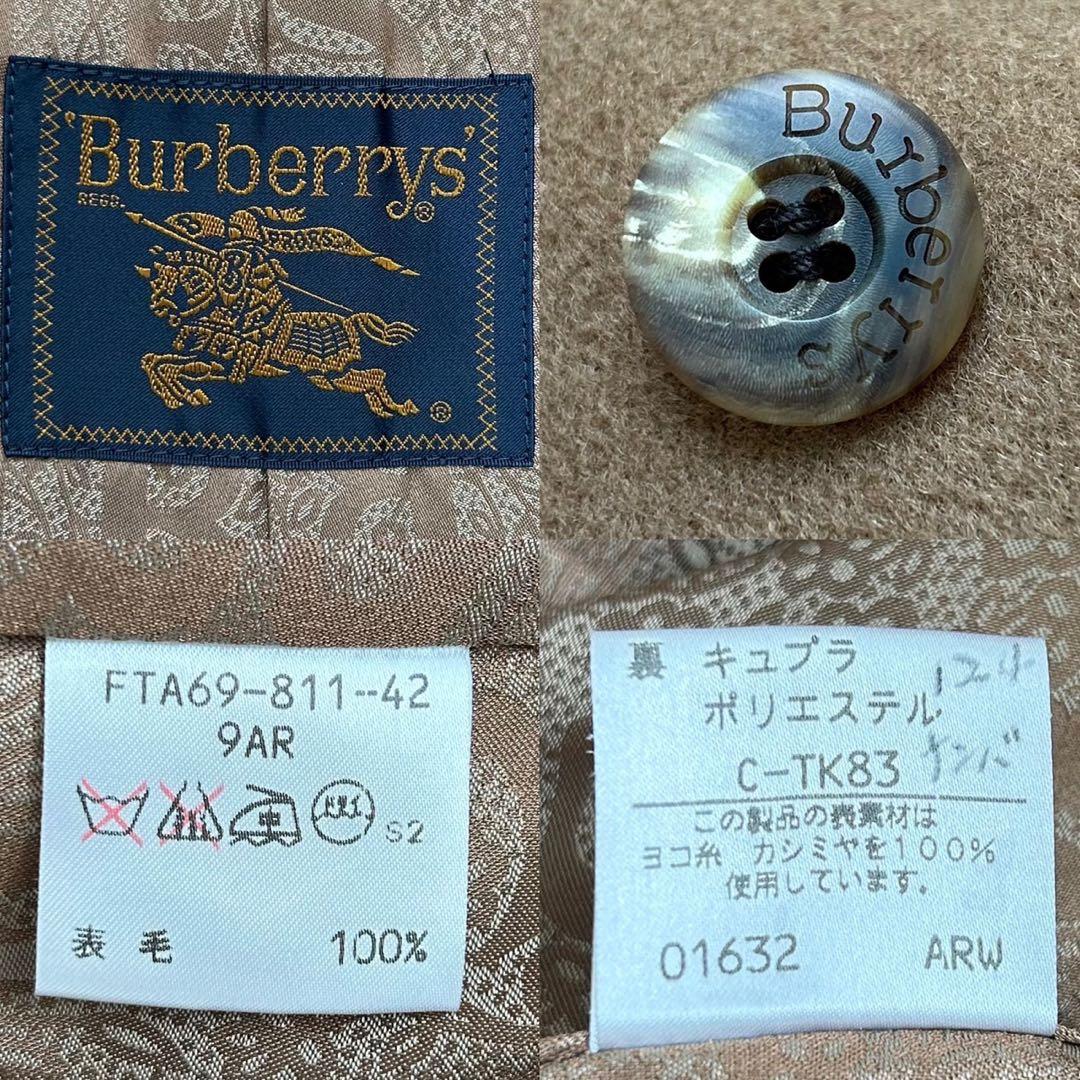 'Burberrys'®
REGD.
®
Burberrys
FTA69-811-42
9AR
S2
表 毛 100%
裏 キュプラ
ポリエステル
C-TK83
この製品の表素材は
ヨコ糸 カシミヤを100%
使用しています。
01632 ARW